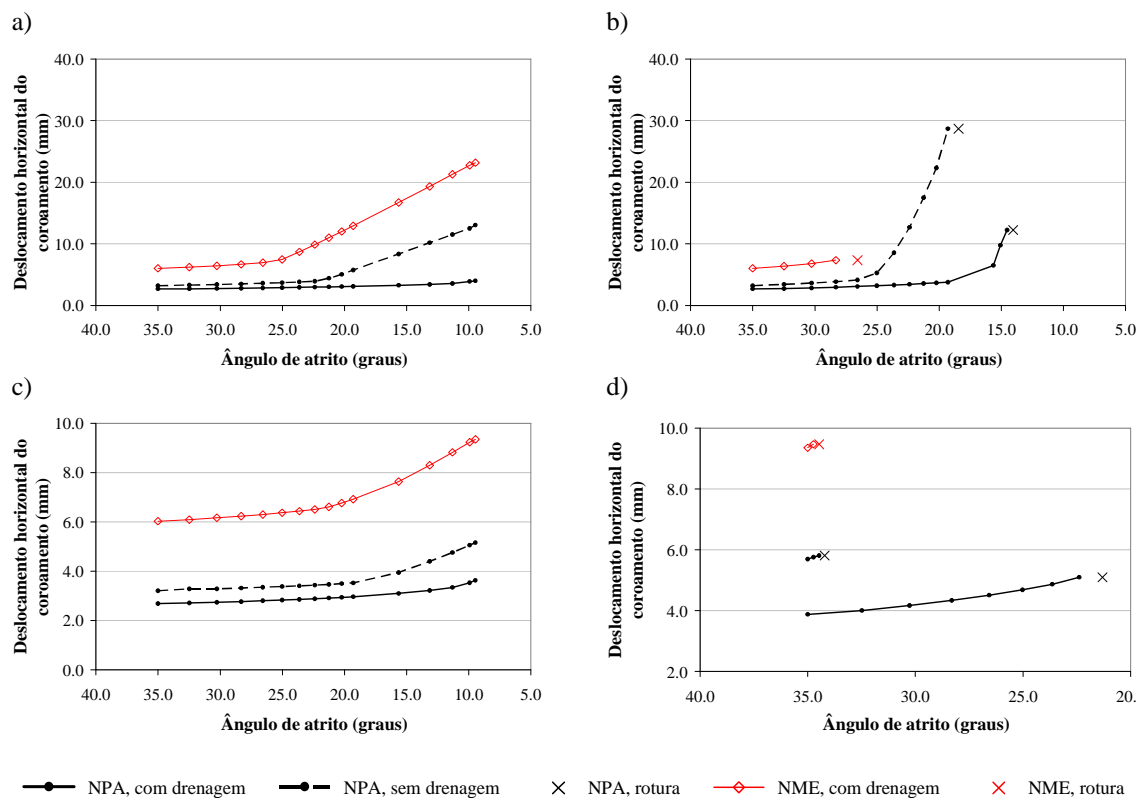 a)
b)
Deslocamento horizontal do
coroamento (mm)
40.0
30.0
20.0
10.0
0.0
40.0 35.0 30.0 25.0 20.0 15.0 10.0 5.0
Ângulo de atrito (graus)
Deslocamento horizontal do
coroamento (mm)
40.0
30.0
20.0
10.0
0.0
40.0 35.0 30.0 25.0 20.0 15.0 10.0 5.0
Ângulo de atrito (graus)
c)
d)
Deslocamento horizontal do
coroamento (mm)
10.0
8.0
6.0
4.0
2.0
0.0
40.0 35.0 30.0 25.0 20.0 15.0 10.0 5.0
Ângulo de atrito (graus)
Deslocamento horizontal do
coroamento (mm)
10.0
8.0
6.0
4.0
2.0
40.0 35.0 30.0 25.0 20.
Ângulo de atrito (graus)
NPA, com drenagem NPA, sem drenagem NPA, rotura NME, com drenagem NME, rotura